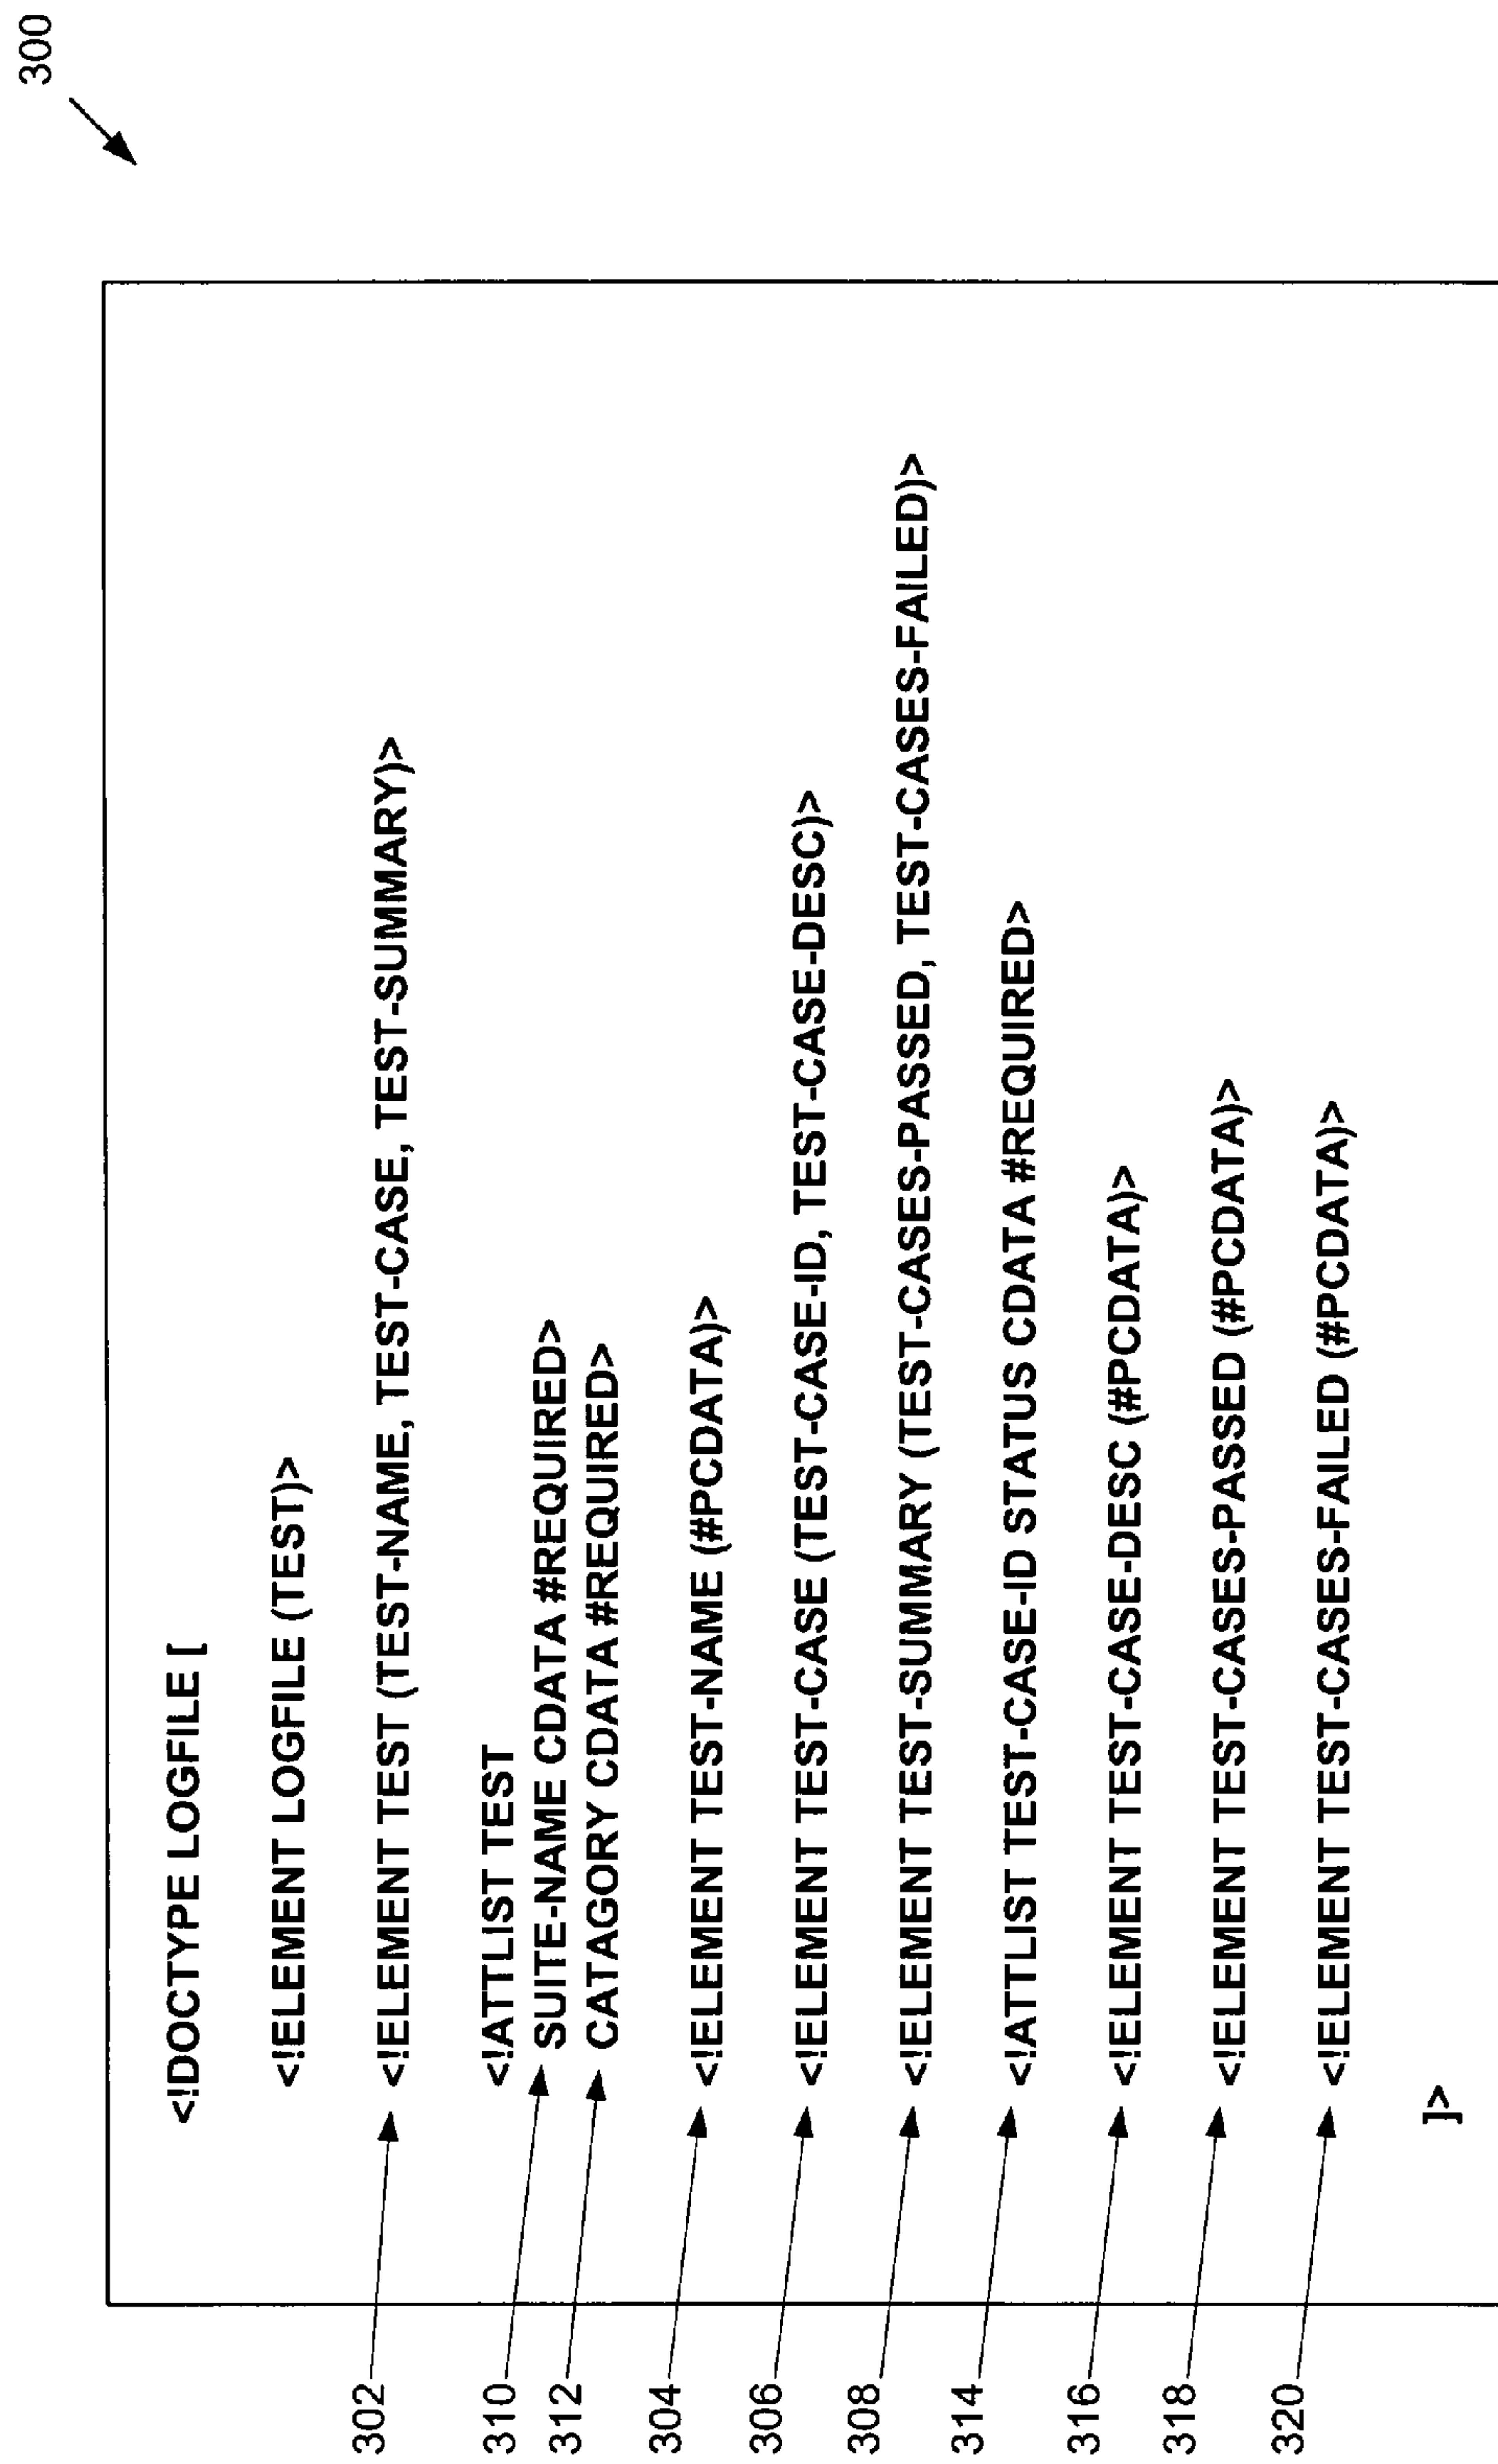 300
<!DOCTYPE LOGFILE [
<!ELEMENT LOGFILE (TEST)>
302 <!ELEMENT TEST (TEST-NAME, TEST-CASE, TEST-SUMMARY)>
<!ATTLIST TEST
310 SUITE-NAME CDATA #REQUIRED>
312 CATAGORY CDATA #REQUIRED>
304 <!ELEMENT TEST-NAME (#PCDATA)>
306 <!ELEMENT TEST-CASE (TEST-CASE-ID, TEST-CASE-DESC)>
308 <!ELEMENT TEST-SUMMARY (TEST-CASES-PASSED, TEST-CASES-FAILED)>
314 <!ATTLIST TEST-CASE-ID STATUS CDATA #REQUIRED>
316 <!ELEMENT TEST-CASE-DESC (#PCDATA)>
318 <!ELEMENT TEST-CASES-PASSED (#PCDATA)>
320 <!ELEMENT TEST-CASES-FAILED (#PCDATA)>
]>